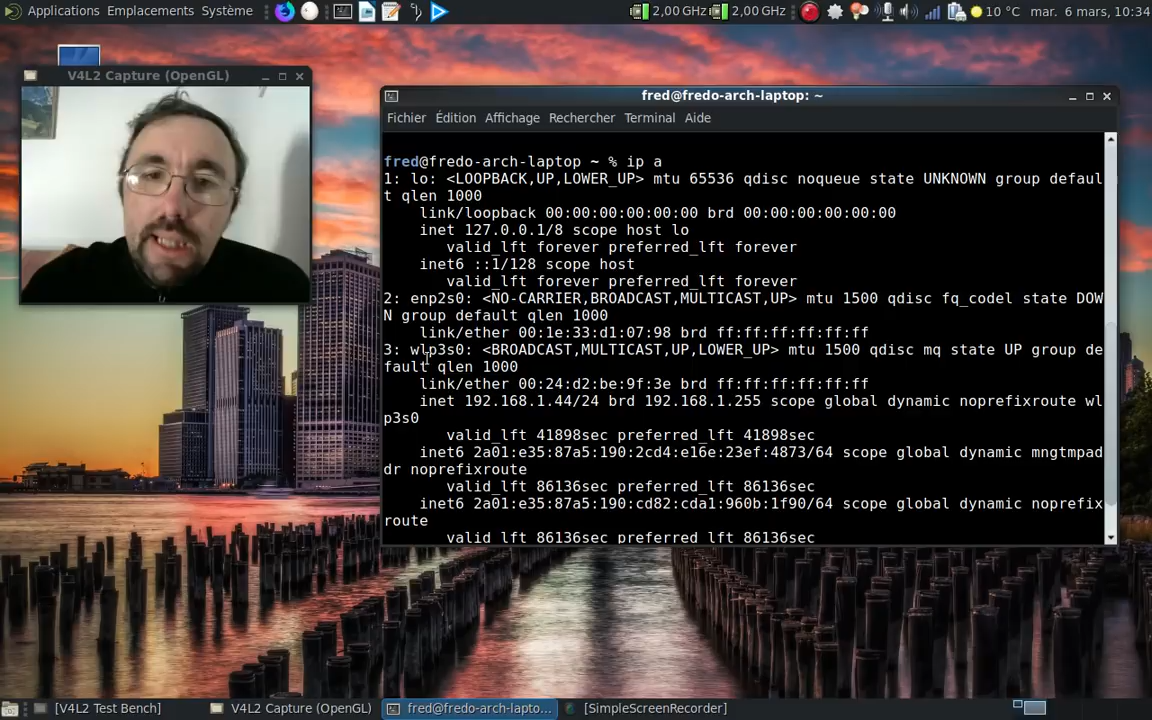 Applications Emplacements Système 2,00 GHz 2,00 GHz 10 °C mar. 6 mars, 10:34
V4L2 Capture (OpenGL)
fred@fredo-arch-laptop: ~
Fichier Édition Affichage Rechercher Terminal Aide
fred@fredo-arch-laptop ~ % ip a
1: lo: <LOOPBACK,UP,LOWER_UP> mtu 65536 qdisc noqueue state UNKNOWN group defaul
t qlen 1000
link/loopback 00:00:00:00:00:00 brd 00:00:00:00:00:00
inet 127.0.0.1/8 scope host lo
valid_lft forever preferred_lft forever
inet6 ::1/128 scope host
valid_lft forever preferred_lft forever
2: enp2s0: <NO-CARRIER,BROADCAST,MULTICAST,UP> mtu 1500 qdisc fq_codel state DOW
N group default qlen 1000
link/ether 00:1e:33:d1:07:98 brd ff:ff:ff:ff:ff:ff
3: wlp3s0: <BROADCAST,MULTICAST,UP,LOWER_UP> mtu 1500 qdisc mq state UP group de
fault qlen 1000
link/ether 00:24:d2:be:9f:3e brd ff:ff:ff:ff:ff:ff
inet 192.168.1.44/24 brd 192.168.1.255 scope global dynamic noprefixroute wl
p3s0
valid_lft 41898sec preferred_lft 41898sec
inet6 2a01:e35:87a5:190:2cd4:e16e:23ef:4873/64 scope global dynamic mngtmpad
dr noprefixroute
valid_lft 86136sec preferred_lft 86136sec
inet6 2a01:e35:87a5:190:cd82:cda1:960b:1f90/64 scope global dynamic noprefix
route
valid_lft 86136sec preferred_lft 86136sec
[V4L2 Test Bench] V4L2 Capture (OpenGL) fred@fredo-arch-lapto... [SimpleScreenRecorder]